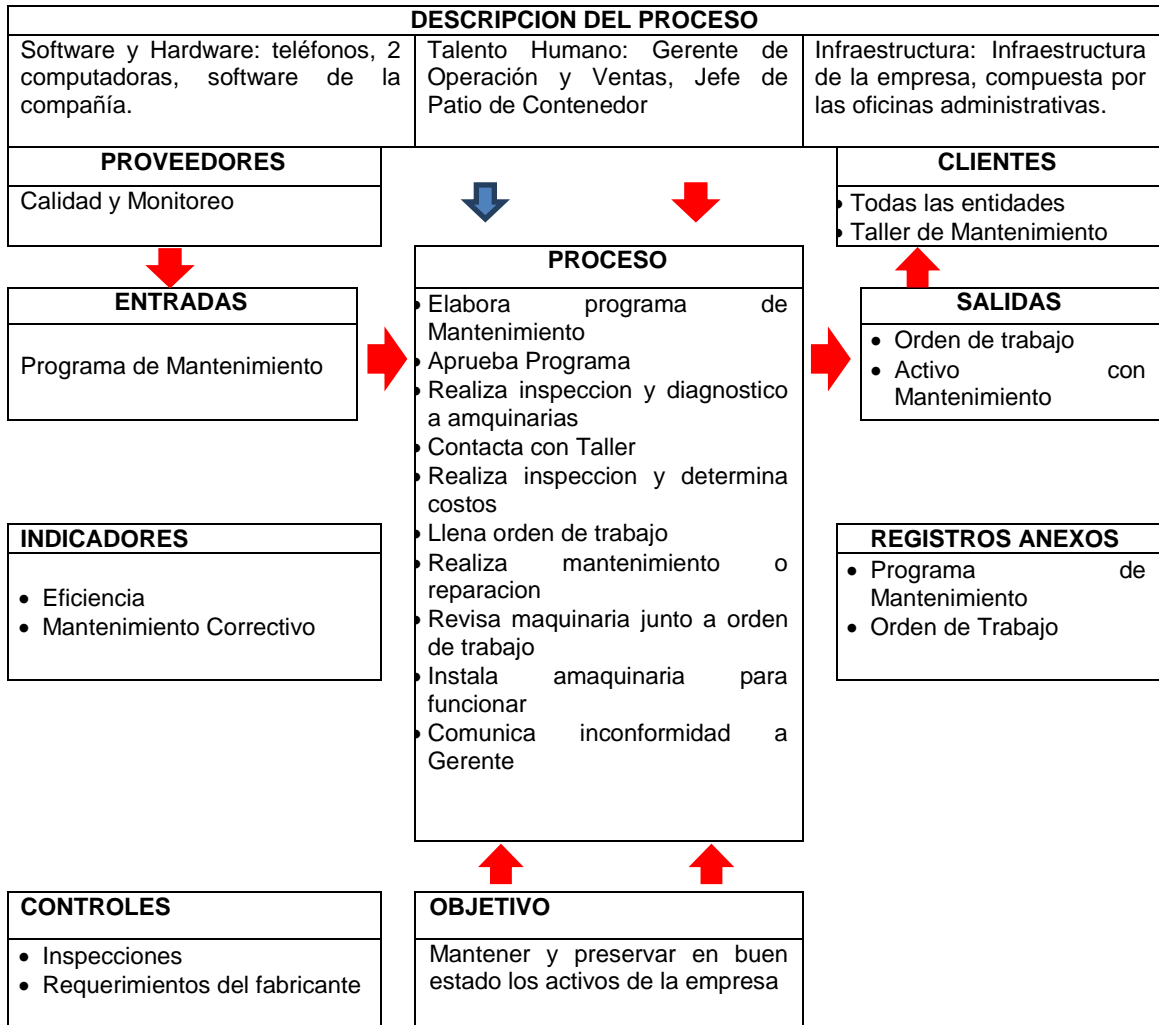 DESCRIPCION DEL PROCESO
Software y Hardware: teléfonos, 2
computadoras, software de la
compañía.
Talento Humano: Gerente de
Operación y Ventas, Jefe de
Patio de Contenedor
Infraestructura: Infraestructura
de la empresa, compuesta por
las oficinas administrativas.
PROVEEDORES
Calidad y Monitoreo
CLIENTES
• Todas las entidades
• Taller de Mantenimiento
ENTRADAS
Programa de Mantenimiento
PROCESO
• Elabora programa de
Mantenimiento
• Aprueba Programa
• Realiza inspeccion y diagnostico
a amquinarias
• Contacta con Taller
• Realiza inspeccion y determina
costos
• Llena orden de trabajo
• Realiza mantenimiento o
reparacion
• Revisa maquinaria junto a orden
de trabajo
• Instala amaquinaria para
funcionar
• Comunica inconformidad a
Gerente
SALIDAS
• Orden de trabajo
• Activo con
Mantenimiento
INDICADORES
• Eficiencia
• Mantenimiento Correctivo
REGISTROS ANEXOS
• Programa de
Mantenimiento
• Orden de Trabajo
CONTROLES
• Inspecciones
• Requerimientos del fabricante
OBJETIVO
Mantener y preservar en buen
estado los activos de la empresa